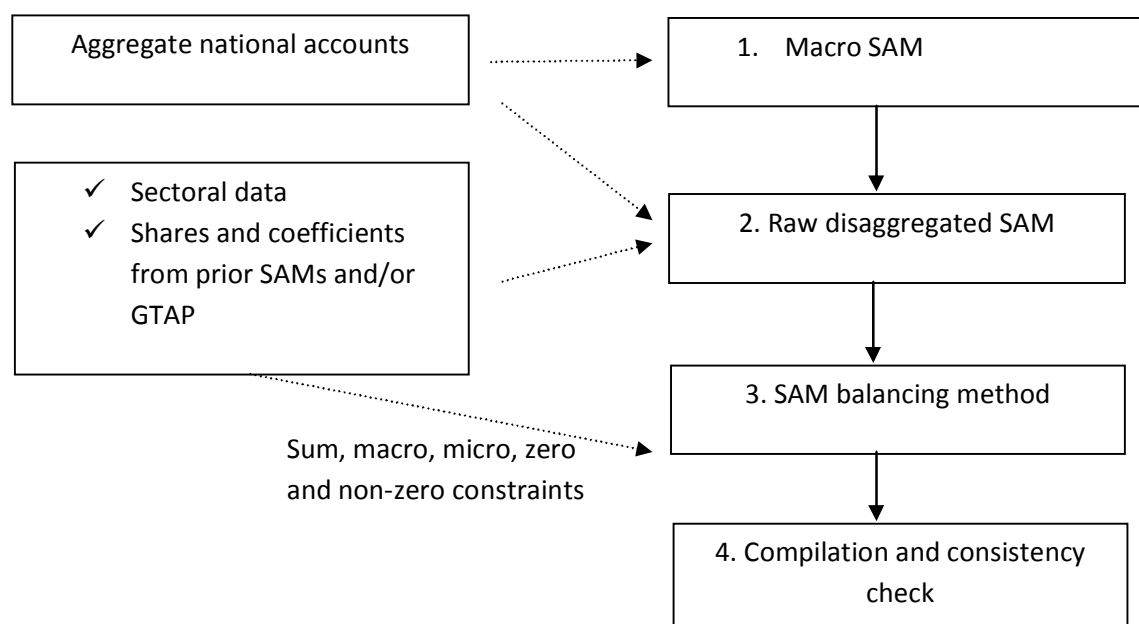 Aggregate national accounts
1. Macro SAM
✓ Sectoral data
✓ Shares and coefficients
from prior SAMs and/or
GTAP
2. Raw disaggregated SAM
3. SAM balancing method
Sum, macro, micro, zero
and non-zero constraints
4. Compilation and consistency
check